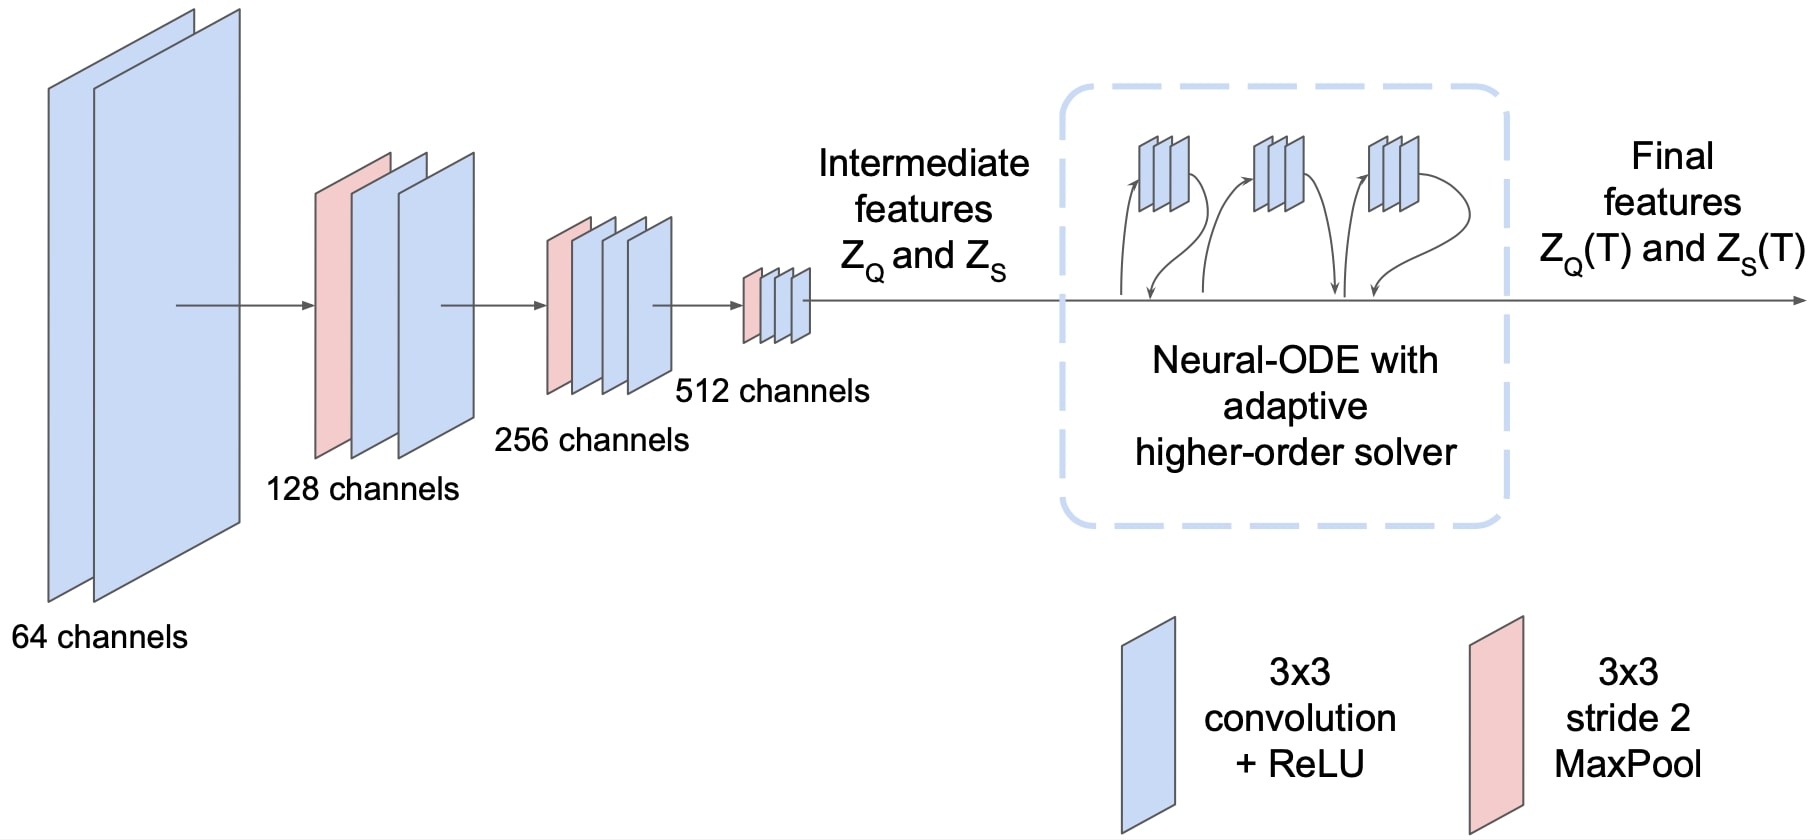 64 channels
128 channels
256 channels
512 channels
Intermediate
features
Z_Q and Z_S
Neural-ODE with
adaptive
higher-order solver
Final
features
Z_Q(T) and Z_S(T)
3x3
convolution
+ ReLU
3x3
stride 2
MaxPool